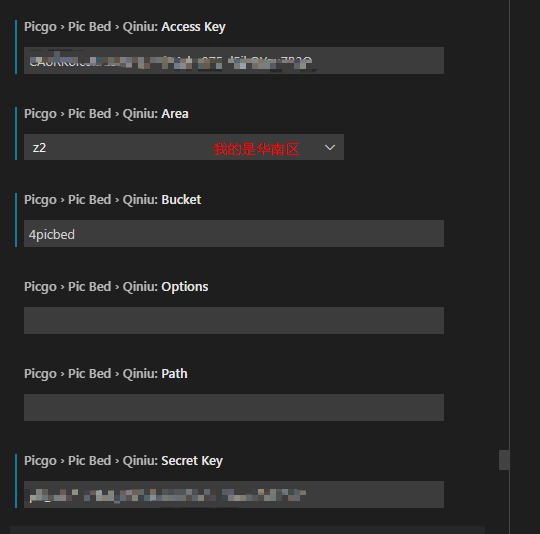 Picgo › Pic Bed › Qiniu: Access Key
Picgo › Pic Bed › Qiniu: Area
z2
我的是华南区
Picgo › Pic Bed › Qiniu: Bucket
4picbed
Picgo › Pic Bed › Qiniu: Options
Picgo › Pic Bed › Qiniu: Path
Picgo › Pic Bed › Qiniu: Secret Key